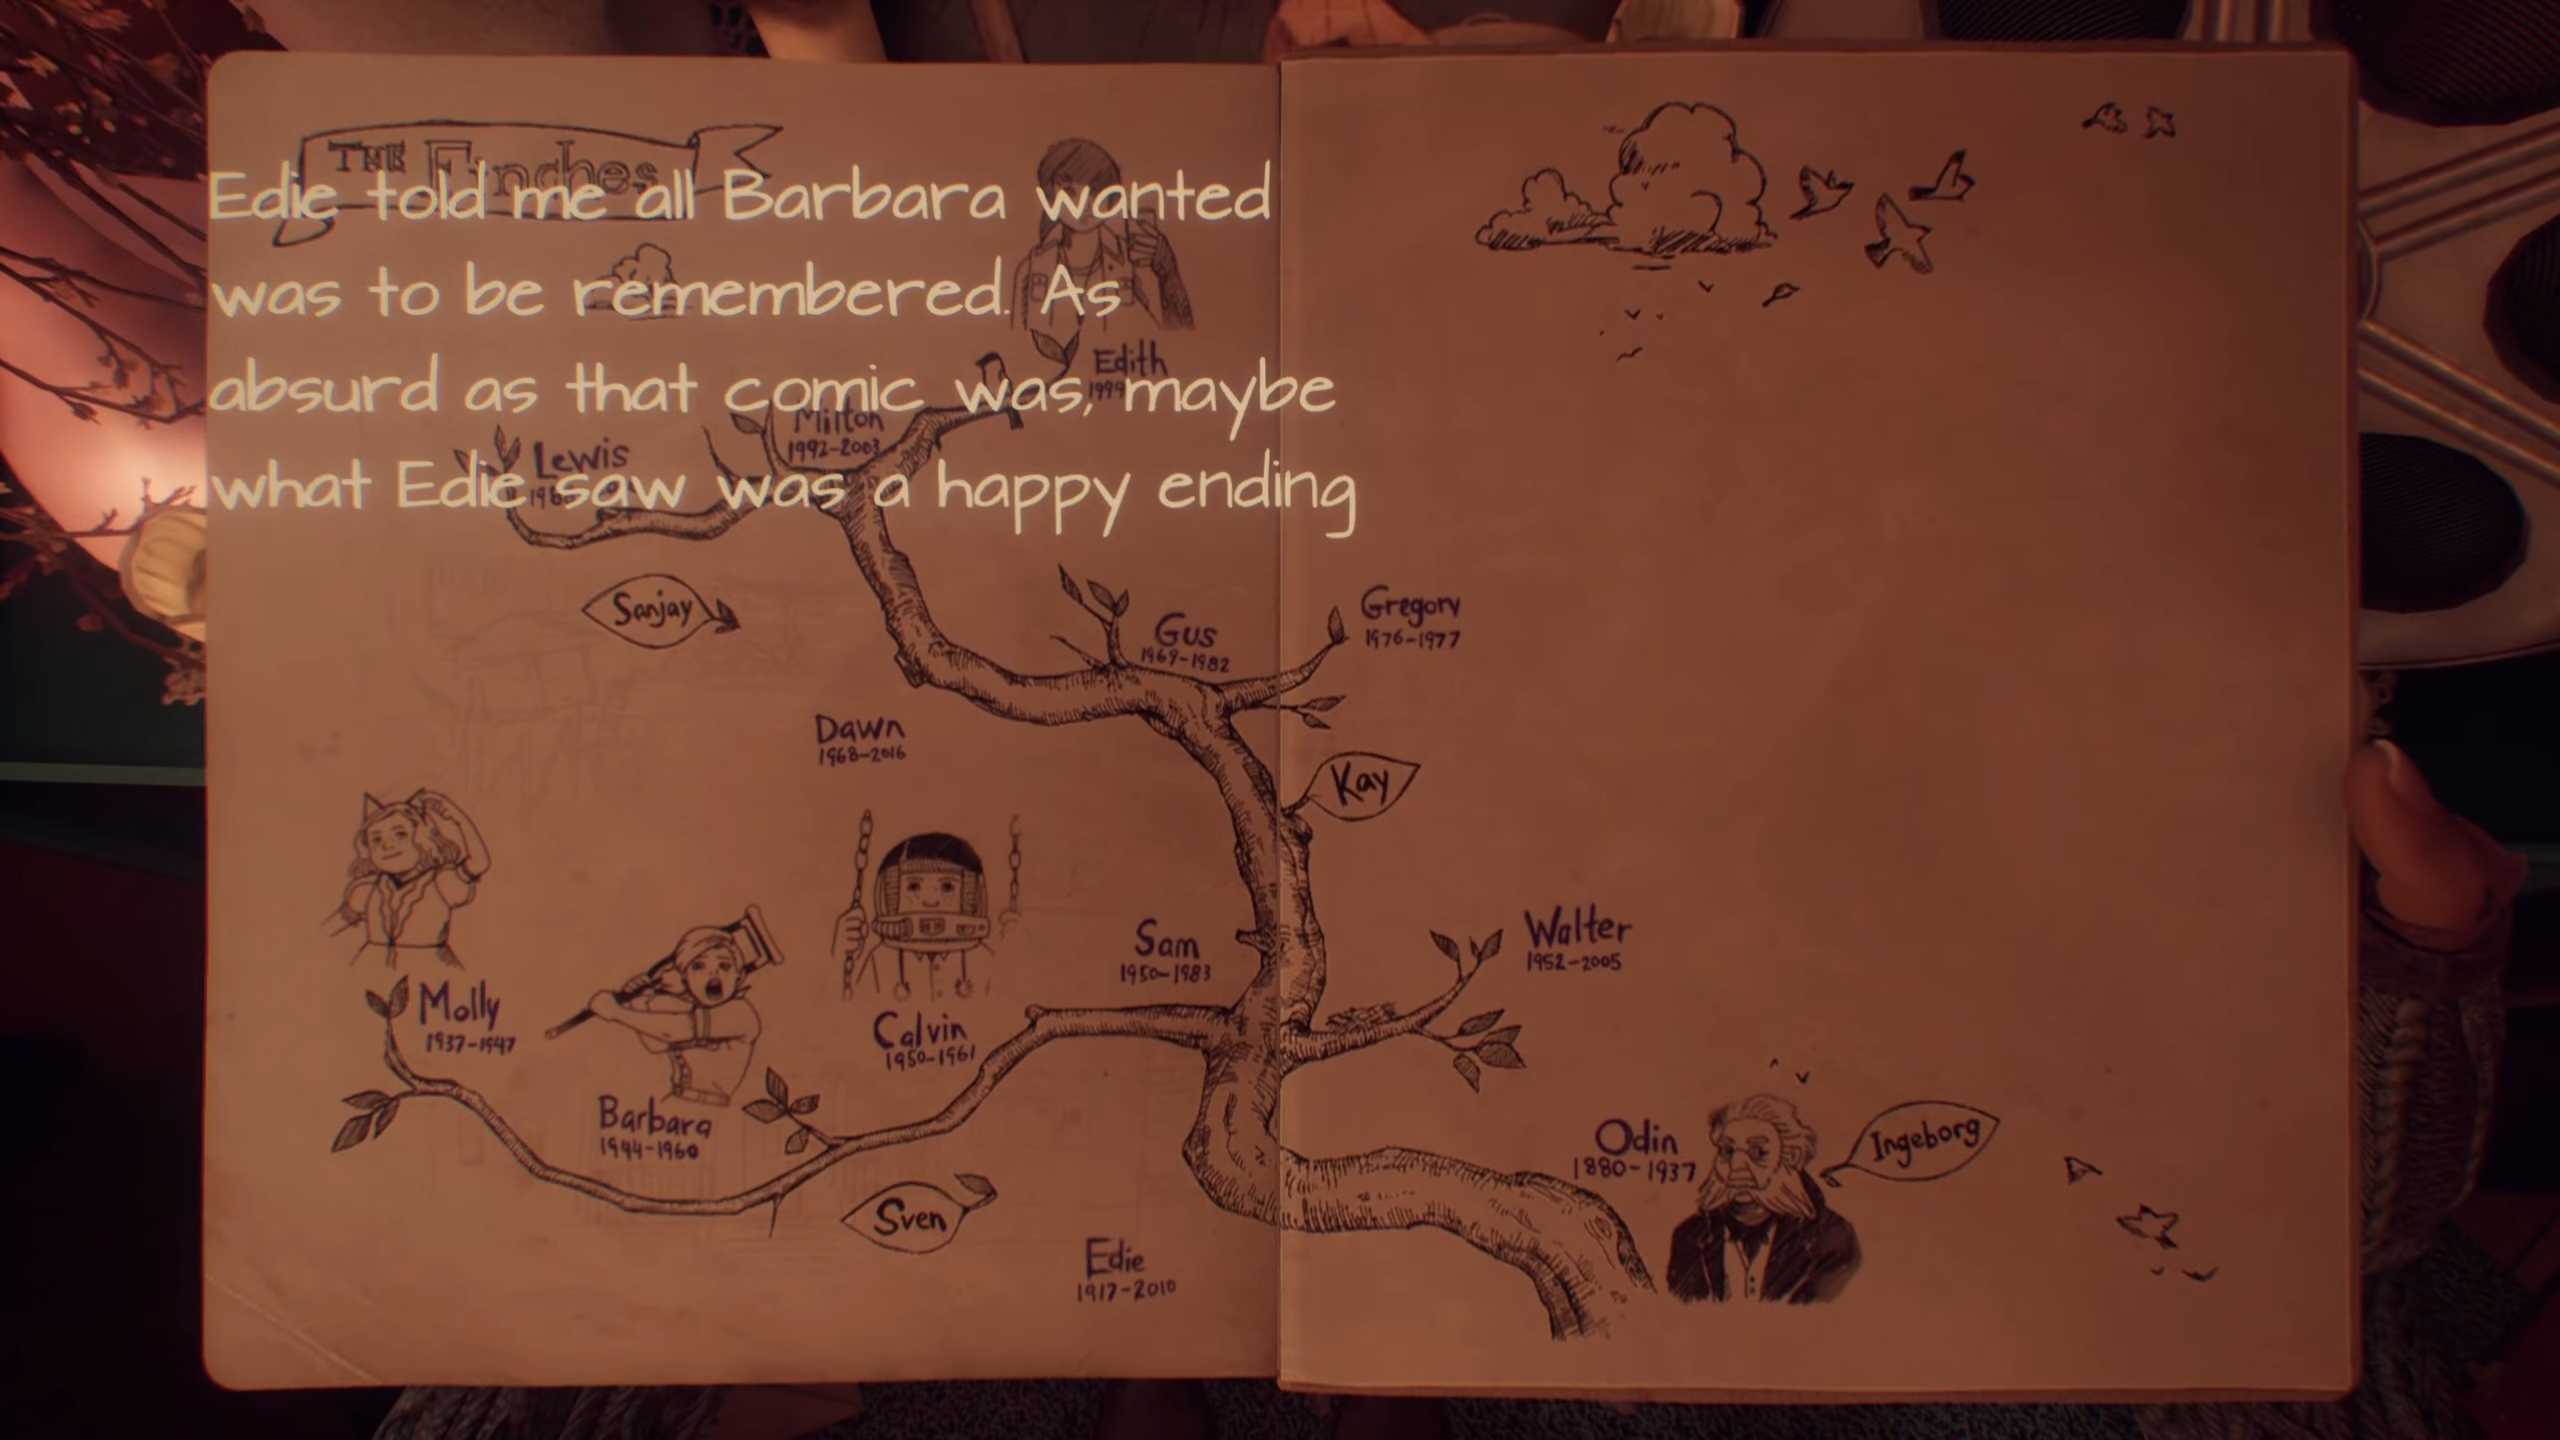 THE Finches
Edie told me all Barbara wanted
was to be remembered. As
absurd as that comic was, maybe
what Edie saw was a happy ending
Edith
1999
Milton
1992-2003
Lewis
Sanjay
Gus
1969-1982
Gregory
1976-1977
Dawn
1968-2016
Kay
Sam
1950-1983
Walter
1952-2005
Molly
1937-1947
Calvin
1950-1961
Barbara
1944-1960
Odin
1880-1937
Ingeborg
Sven
Edie
1917-2010